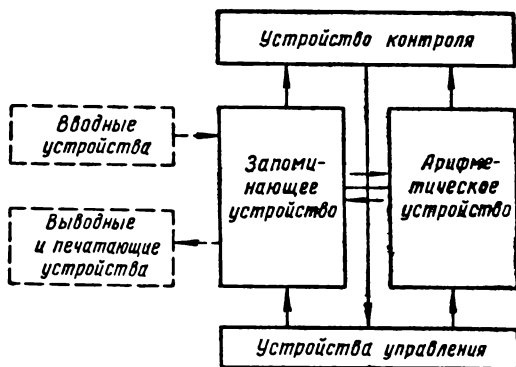 Устройство контроля
Вводные
устройства
Запоми-
нающее
устройство
Арифме-
тическое
устройство
Выводные
и печатающие
устройства
Устройства управления